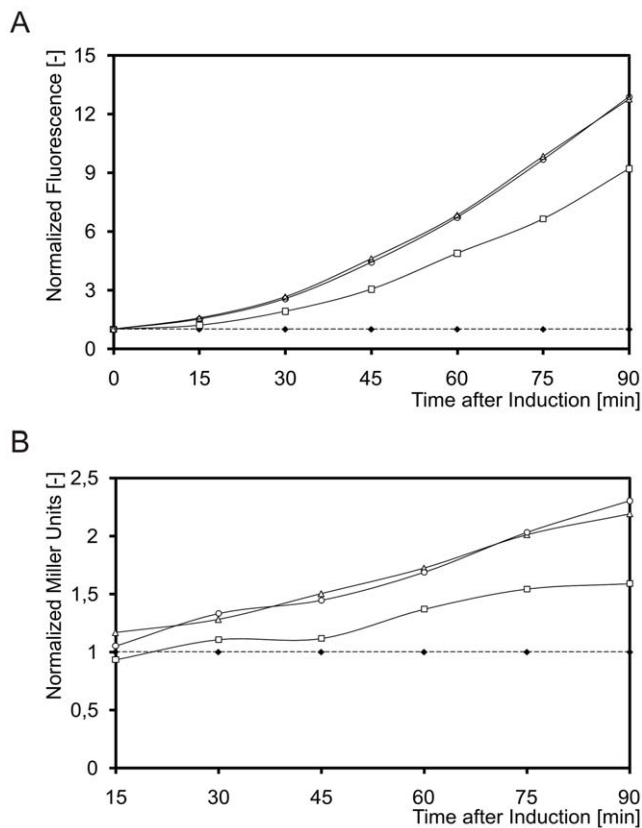 A
Normalized Fluorescence [-]
15
12
9
6
3
0
0 15 30 45 60 75 90
Time after Induction [min]
B
Normalized Miller Units [-]
2,5
2
1,5
1
0,5
0
15 30 45 60 75 90
Time after Induction [min]